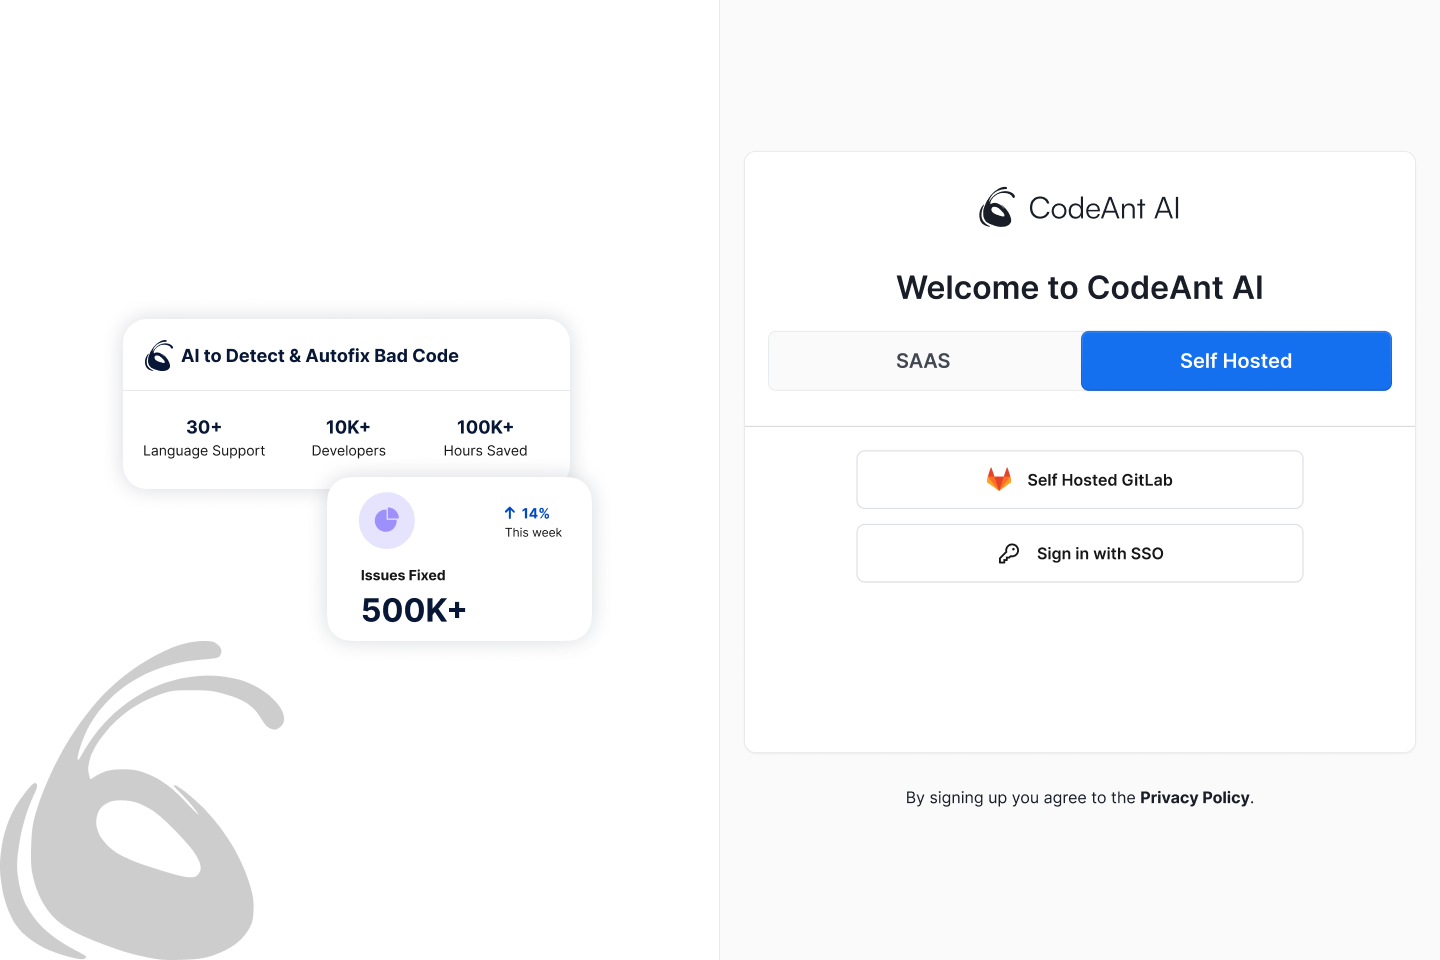 AI to Detect & Autofix Bad Code
30+
Language Support
10K+
Developers
100K+
Hours Saved
↑ 14%
This week
Issues Fixed
500K+
CodeAnt AI
Welcome to CodeAnt AI
SAAS
Self Hosted
Self Hosted GitLab
Sign in with SSO
By signing up you agree to the Privacy Policy.